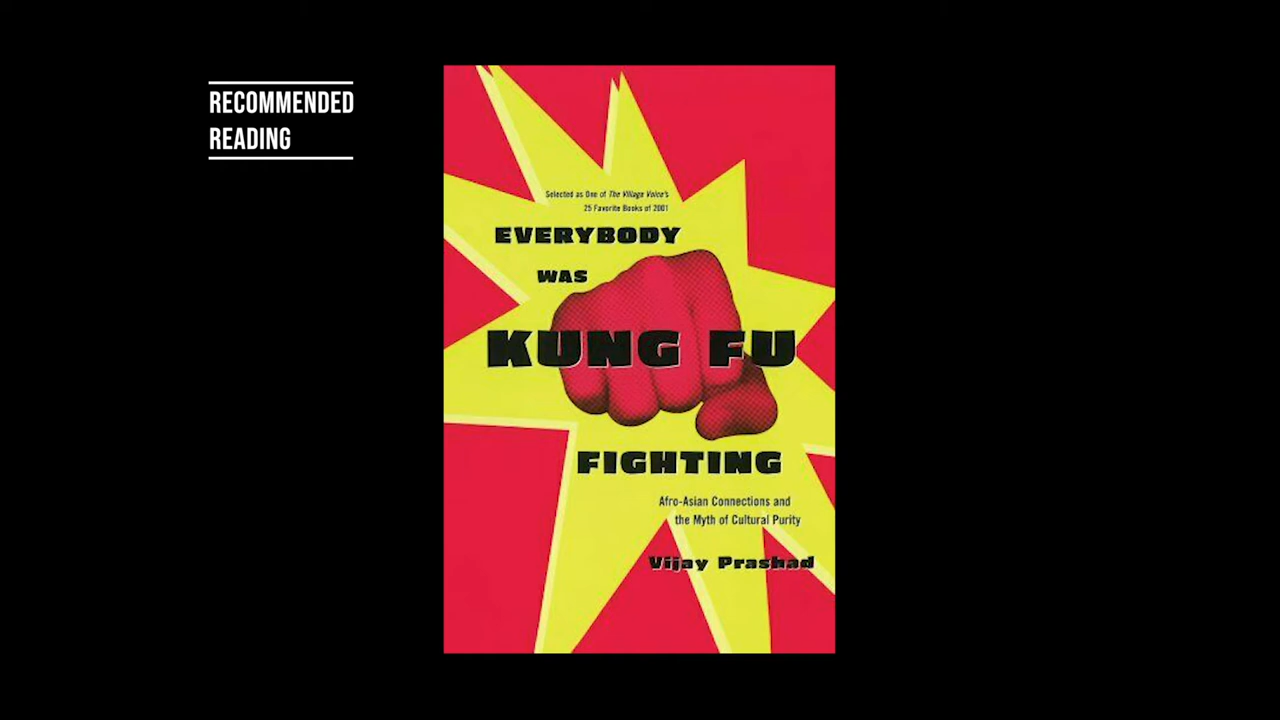 RECOMMENDED
READING
Selected as One of The Village Voice's
25 Favorite Books of 2001
EVERYBODY
WAS
KUNG FU
FIGHTING
Afro-Asian Connections and
the Myth of Cultural Purity
Vijay Prashad